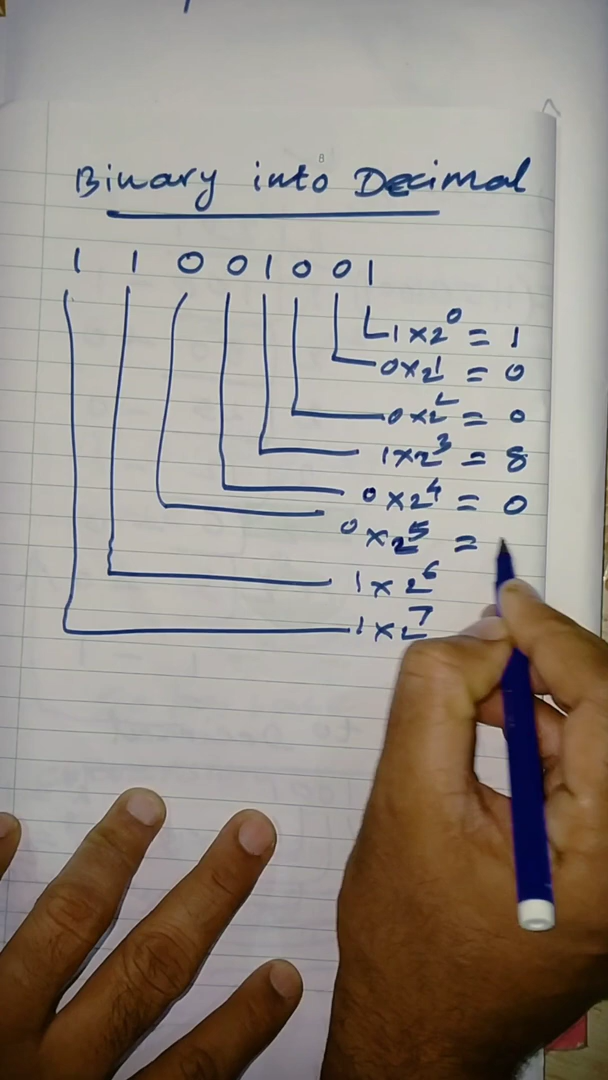 Binary into Decimal
1 1 0 0 1 0 0 1
1×2⁰ = 1
0×2¹ = 0
0×2² = 0
1×2³ = 8
0×2⁴ = 0
0×2⁵ =
1×2⁶
1×2⁷